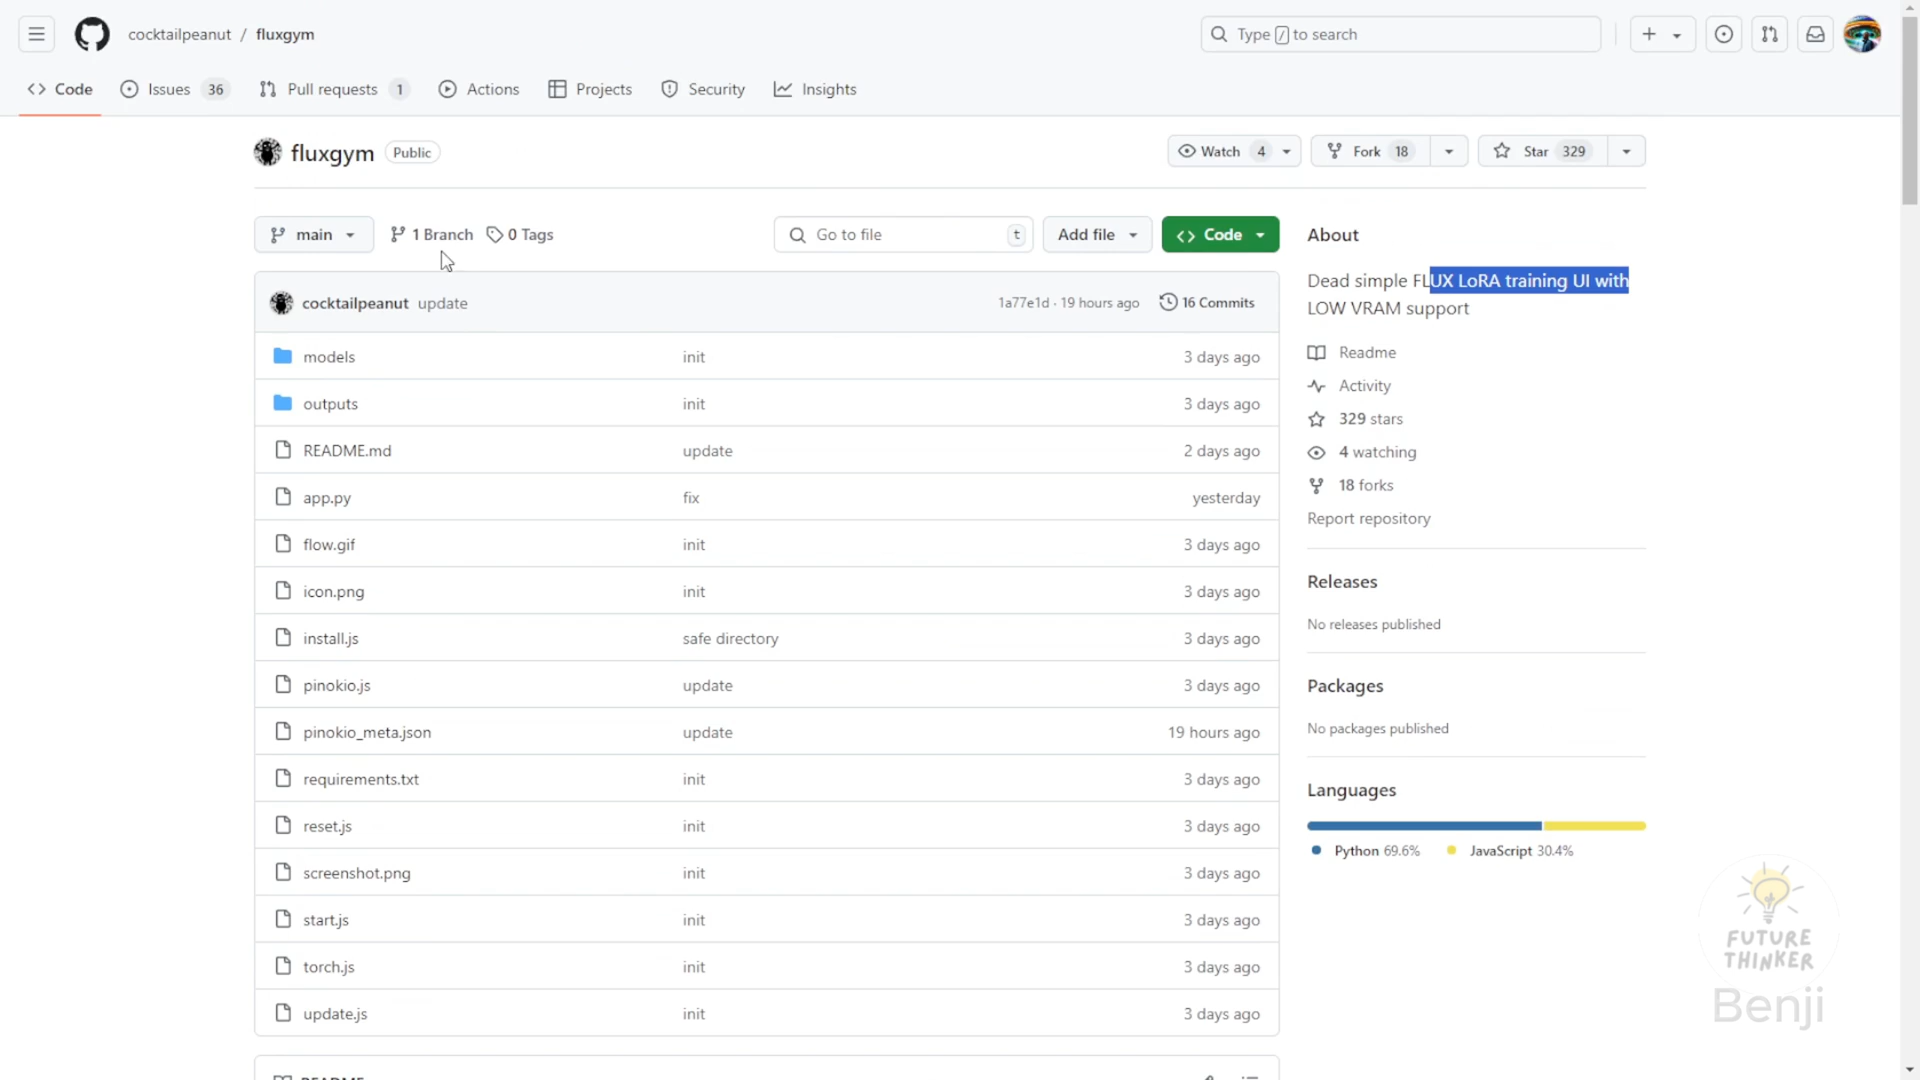 cocktailpeanut / fluxgym
Type / to search
Code
Issues 36
Pull requests 1
Actions
Projects
Security
Insights
fluxgym Public
Watch 4
Fork 18
Star 329
main
1 Branch
0 Tags
Go to file t
Add file
Code
cocktailpeanut update 1a77e1d · 19 hours ago 16 Commits
models init 3 days ago
outputs init 3 days ago
README.md update 2 days ago
app.py fix yesterday
flow.gif init 3 days ago
icon.png init 3 days ago
install.js safe directory 3 days ago
pinokio.js update 3 days ago
pinokio_meta.json update 19 hours ago
requirements.txt init 3 days ago
reset.js init 3 days ago
screenshot.png init 3 days ago
start.js init 3 days ago
torch.js init 3 days ago
update.js init 3 days ago
README
About
Dead simple FLUX LoRA training UI with
LOW VRAM support
Readme
Activity
329 stars
4 watching
18 forks
Report repository
Releases
No releases published
Packages
No packages published
Languages
Python 69.6% JavaScript 30.4%
FUTURE
THINKER
Benji